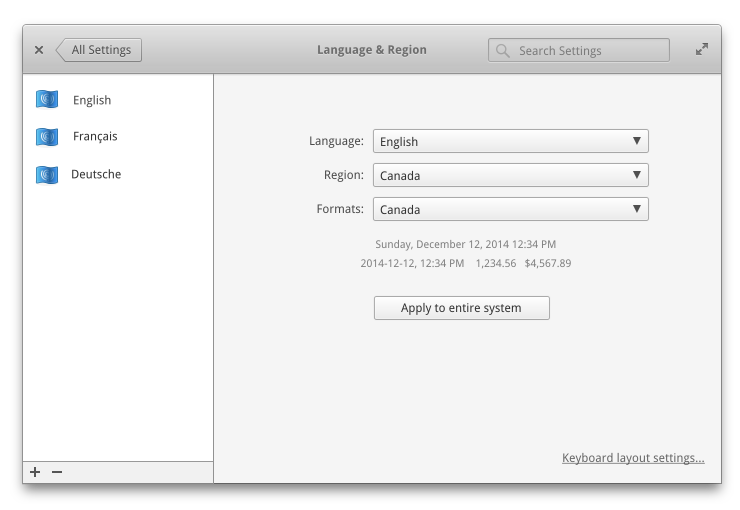 All Settings
Language & Region
Search Settings
English
Français
Deutsche
Language: English
Region: Canada
Formats: Canada
Sunday, December 12, 2014 12:34 PM
2014-12-12, 12:34 PM 1,234.56 $4,567.89
Apply to entire system
Keyboard layout settings...